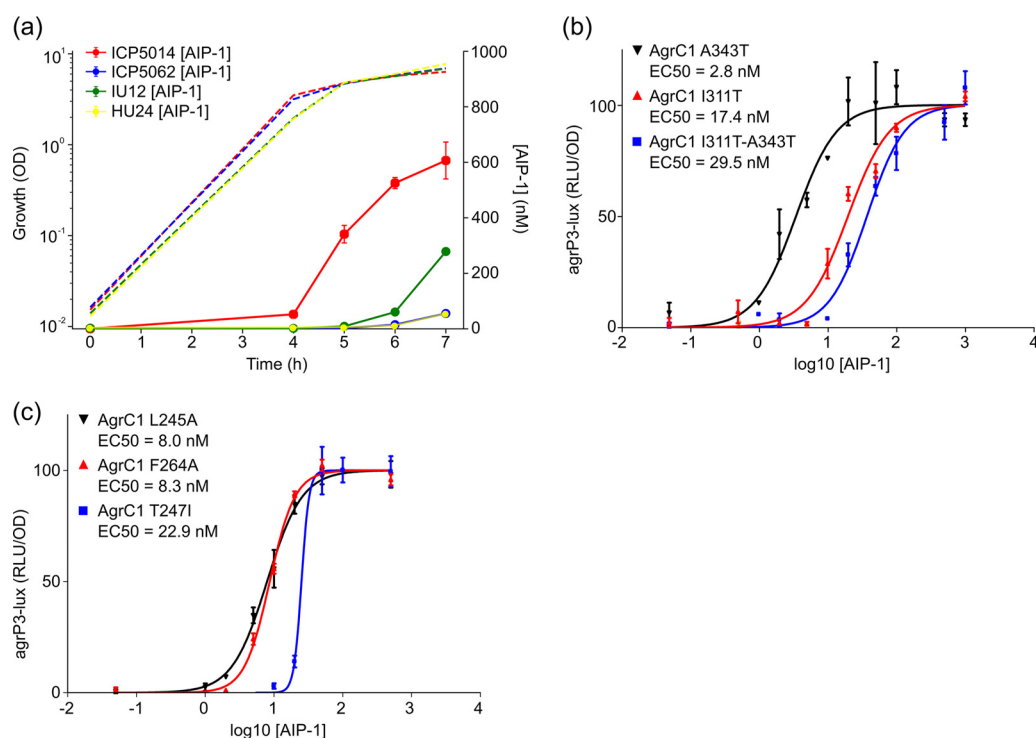 (a)
ICP5014 [AIP-1]
ICP5062 [AIP-1]
IU12 [AIP-1]
HU24 [AIP-1]
Growth (OD)
10^1
10^0
10^-1
10^-2
1000
800
600
400
200
0
[AIP-1] (nM)
0 1 2 3 4 5 6 7
Time (h)
(b)
AgrC1 A343T
EC50 = 2.8 nM
AgrC1 I311T
EC50 = 17.4 nM
AgrC1 I311T-A343T
EC50 = 29.5 nM
agrP3-lux (RLU/OD)
100
50
0
-2 -1 0 1 2 3 4
log10 [AIP-1]
(c)
AgrC1 L245A
EC50 = 8.0 nM
AgrC1 F264A
EC50 = 8.3 nM
AgrC1 T247I
EC50 = 22.9 nM
agrP3-lux (RLU/OD)
100
50
0
-2 -1 0 1 2 3 4
log10 [AIP-1]